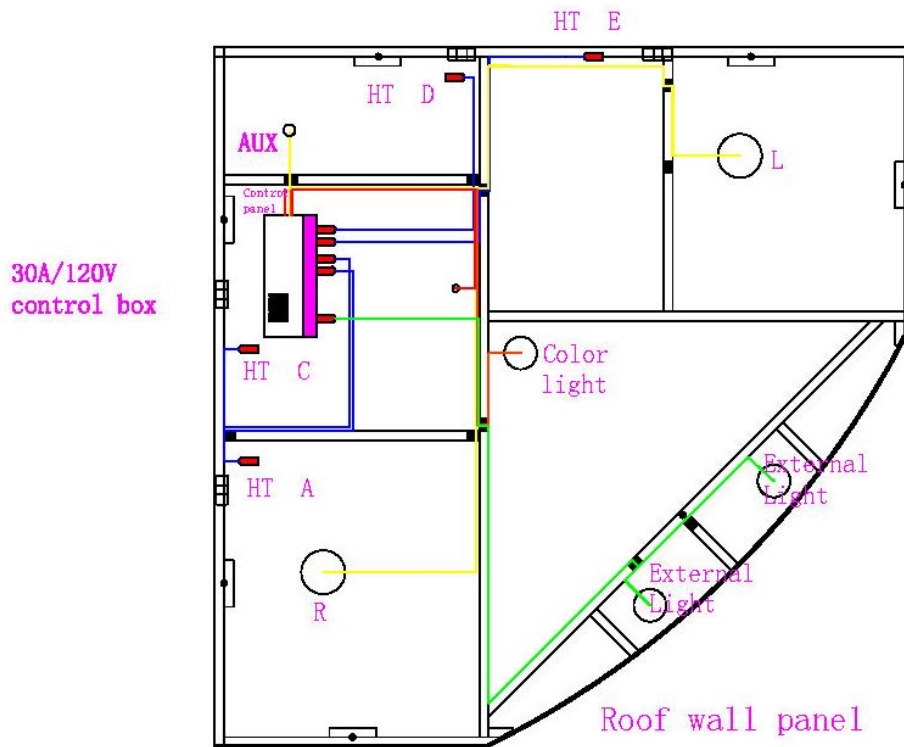 HT E
HT D
AUX
L
Control
panel
30A/120V
control box
HT C
Color
light
External
Light
HT A
External
Light
R
Roof wall panel